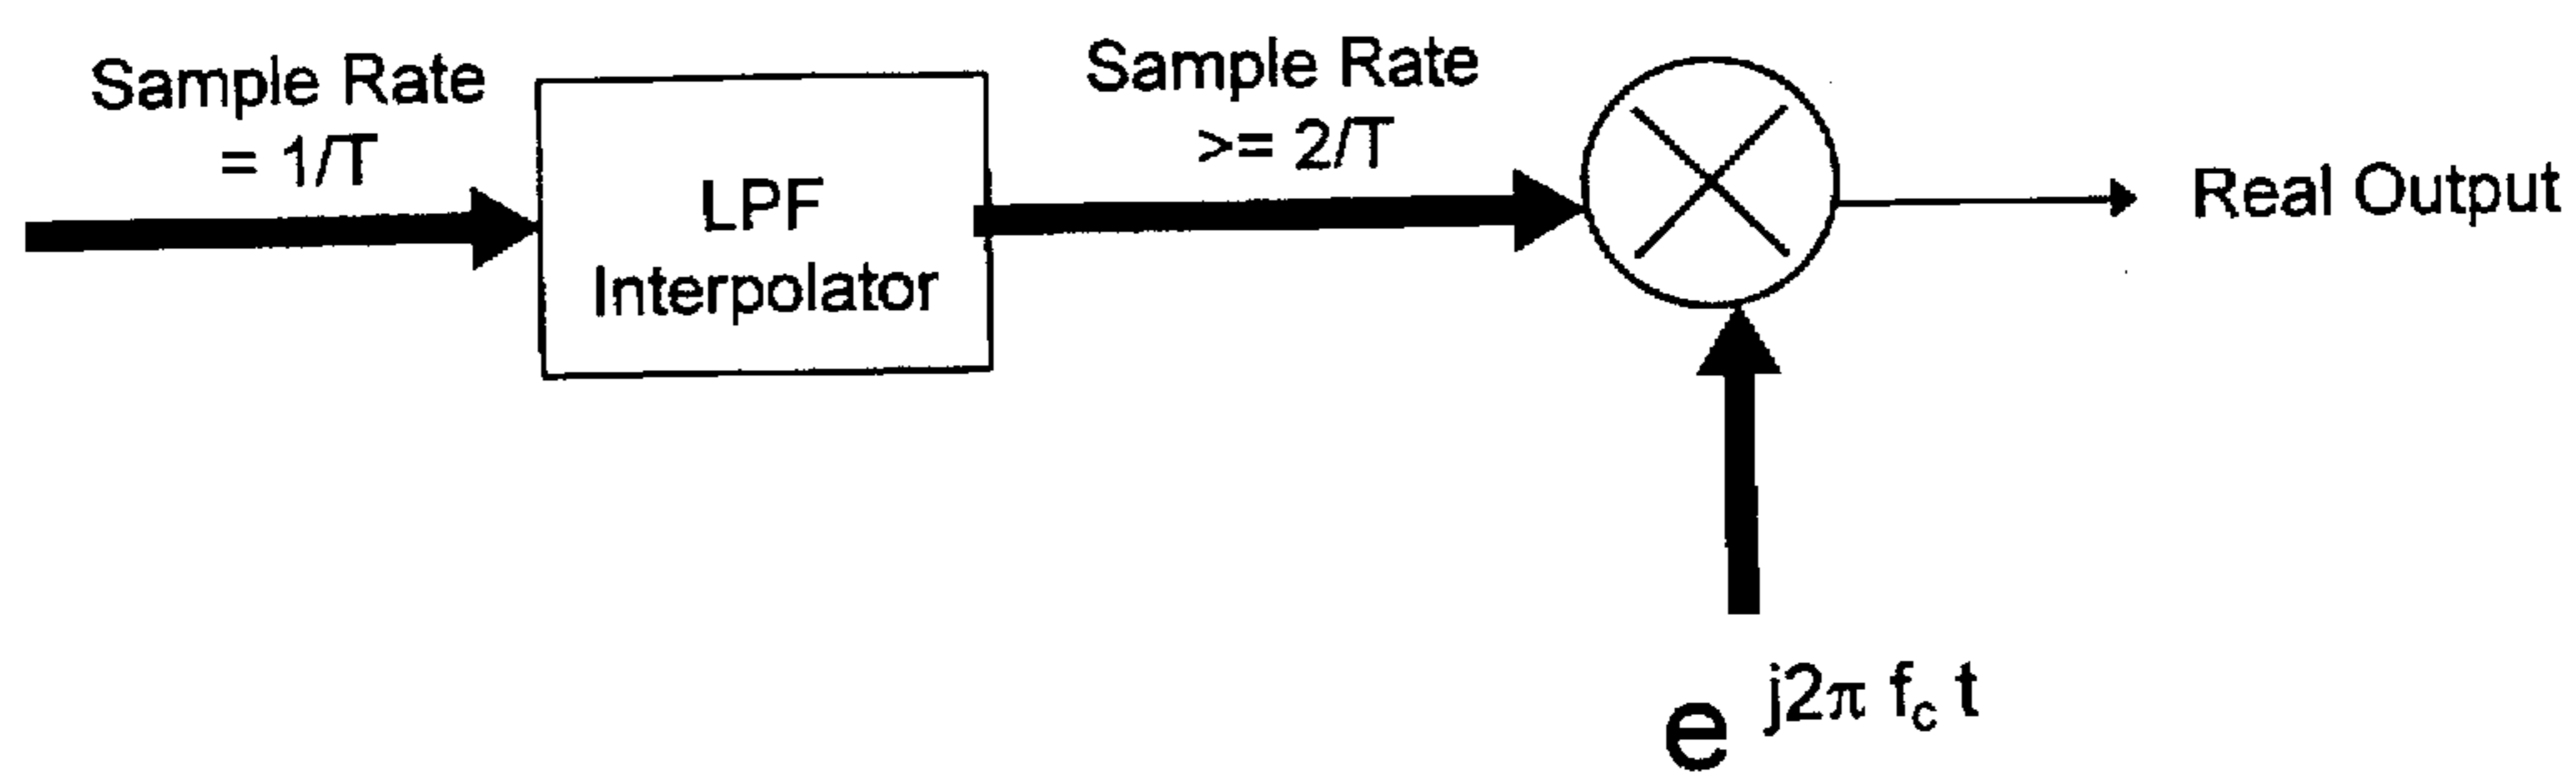 Sample Rate
= 1/T
LPF
Interpolator
Sample Rate
>= 2/T
Real Output
e j2π fc t